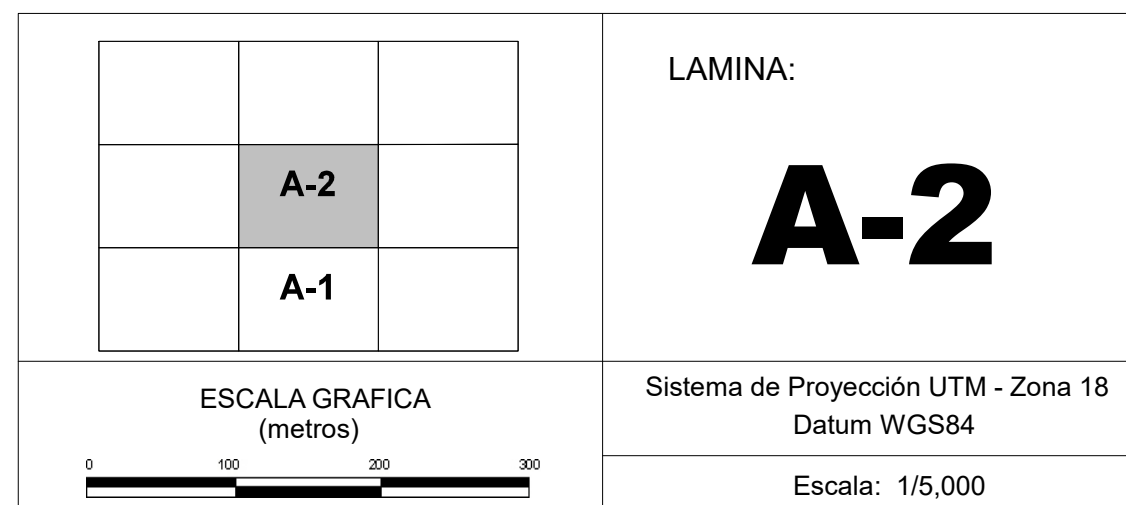 A-2
A-1
LAMINA:
A-2
ESCALA GRAFICA
(metros)
0 100 200 300
Sistema de Proyección UTM - Zona 18
Datum WGS84
Escala: 1/5,000